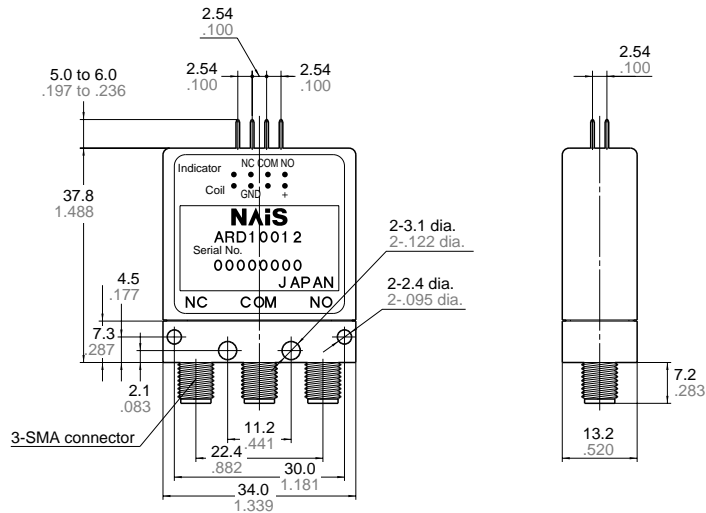 2.54
.100
2.54
.100
2.54
.100
2.54
.100
5.0 to 6.0
.197 to .236
Indicator
NC COM NO
Coil
GND
+
37.8
1.488
NAiS
ARD10012
Serial No.
00000000
JAPAN
NC COM NO
2-3.1 dia.
2-.122 dia.
2-2.4 dia.
2-.095 dia.
4.5
.177
7.3
.287
2.1
.083
3-SMA connector
11.2
.441
22.4
.882
30.0
1.181
34.0
1.339
7.2
.283
13.2
.520